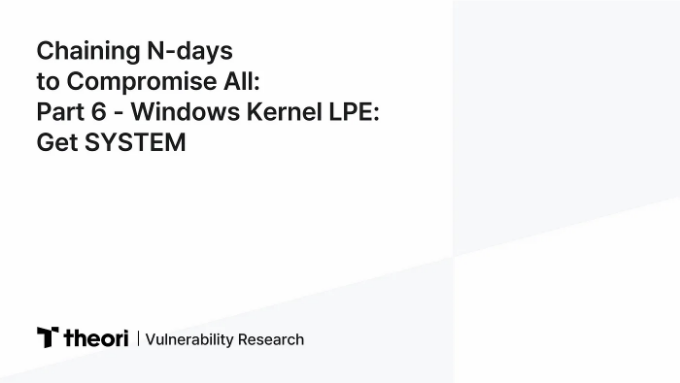 Chaining N-days
to Compromise All:
Part 6 - Windows Kernel LPE:
Get SYSTEM
theori | Vulnerability Research